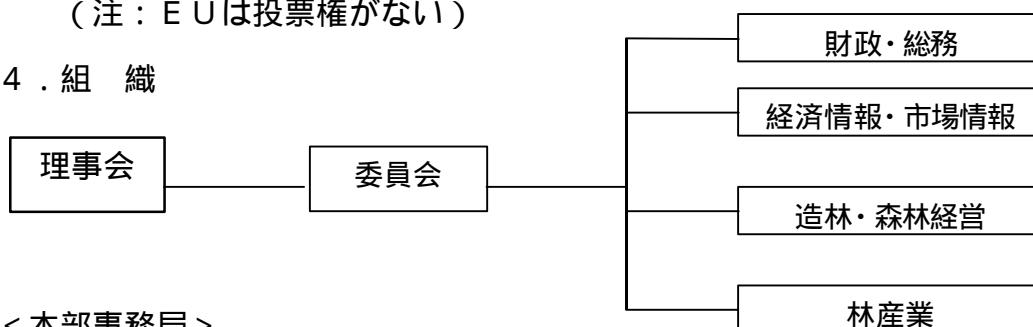 （注：ＥＵは投票権がない）
４．組　織
理事会
委員会
財政・総務
経済情報・市場情報
造林・森林経営
林産業
＜本部事務局＞